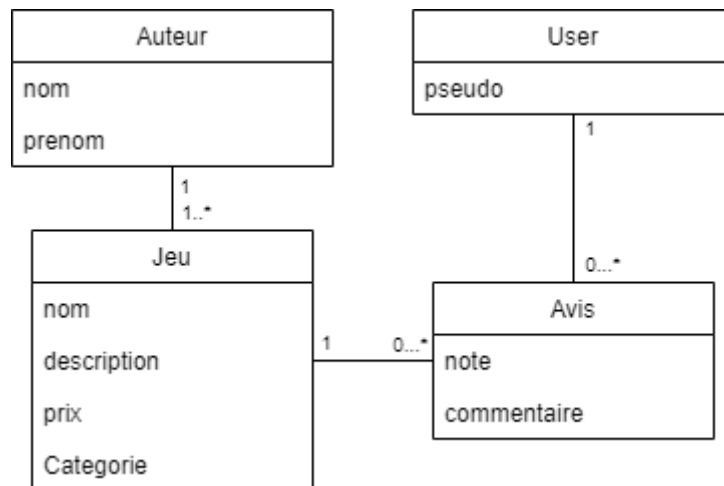 Auteur
nom
prenom
1
1..*
Jeu
nom
description
prix
Categorie
User
pseudo
1
0...*
Avis
note
commentaire
1
0...*